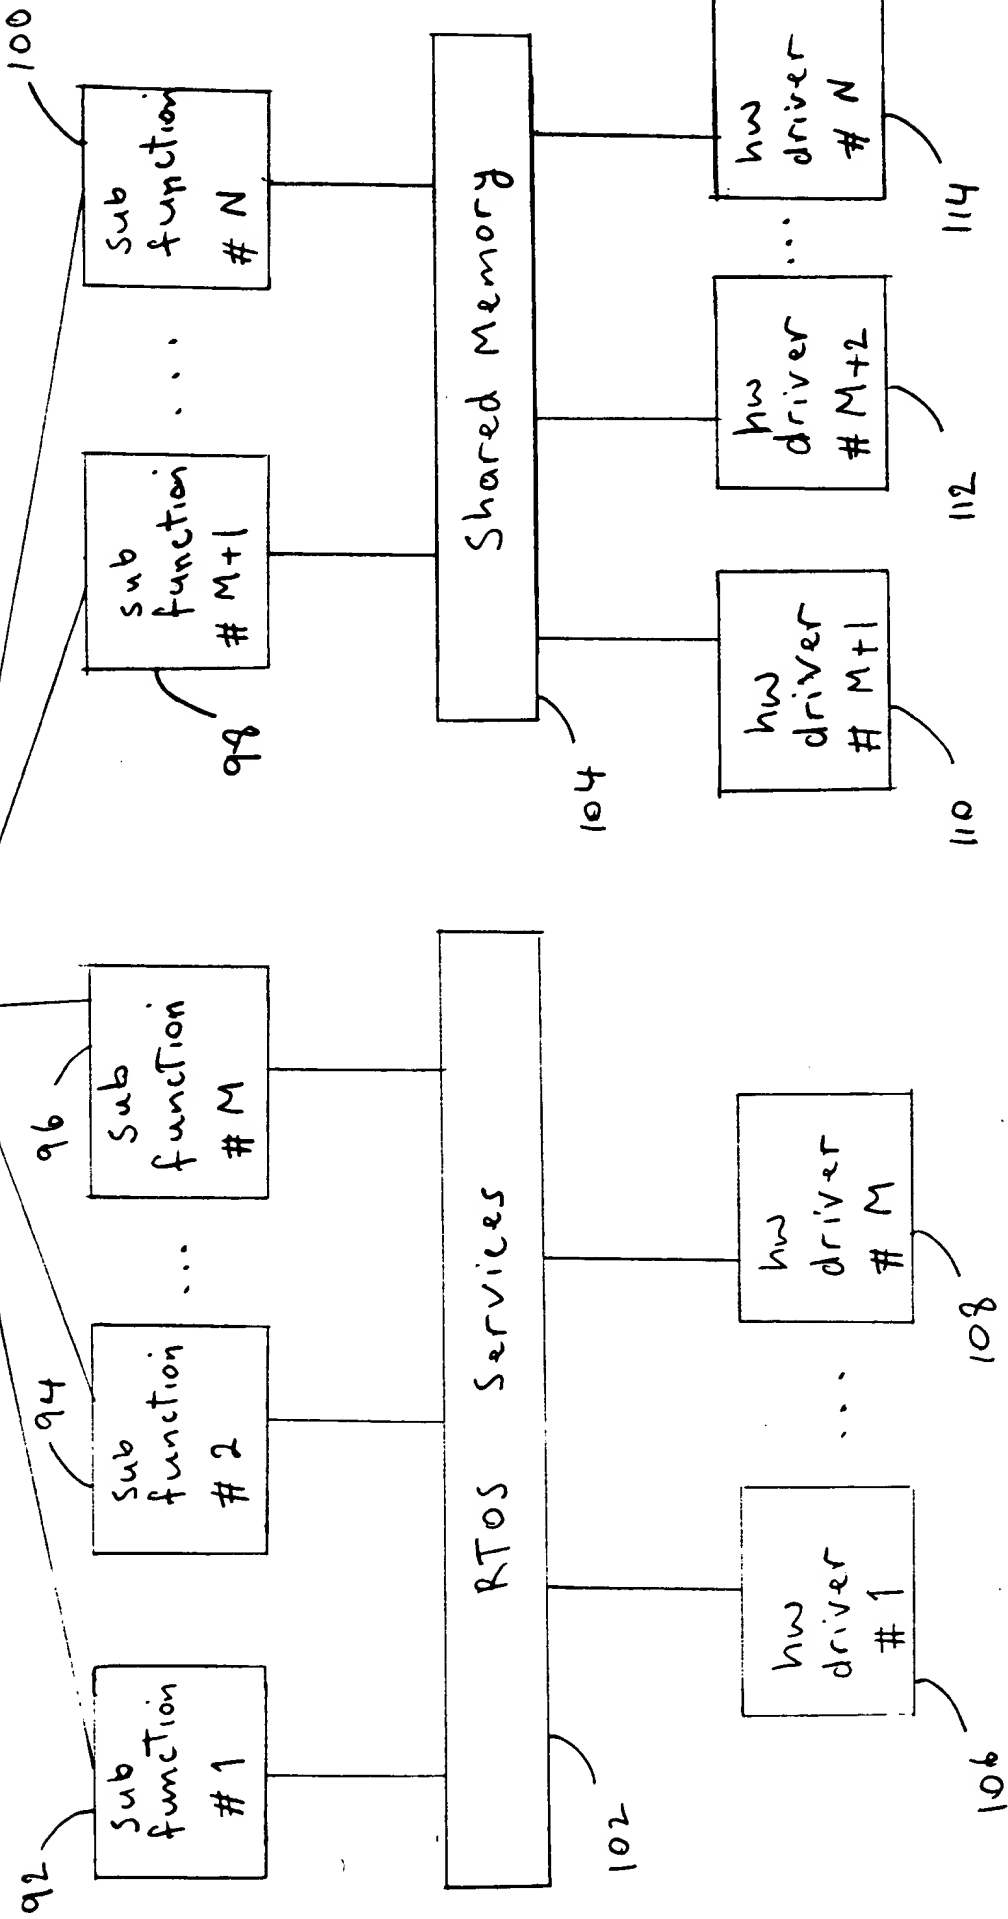 92
sub
function
# 1
94
sub
function
# 2
...
96
sub
function
# M
98
sub
function
# M+1
...
100
sub
function
# N
RTOS Services
102
Shared Memory
104
hw
driver
# 1
106
...
hw
driver
# M
108
hw
driver
# M+1
110
hw
driver
# M+2
112
...
hw
driver
# N
114